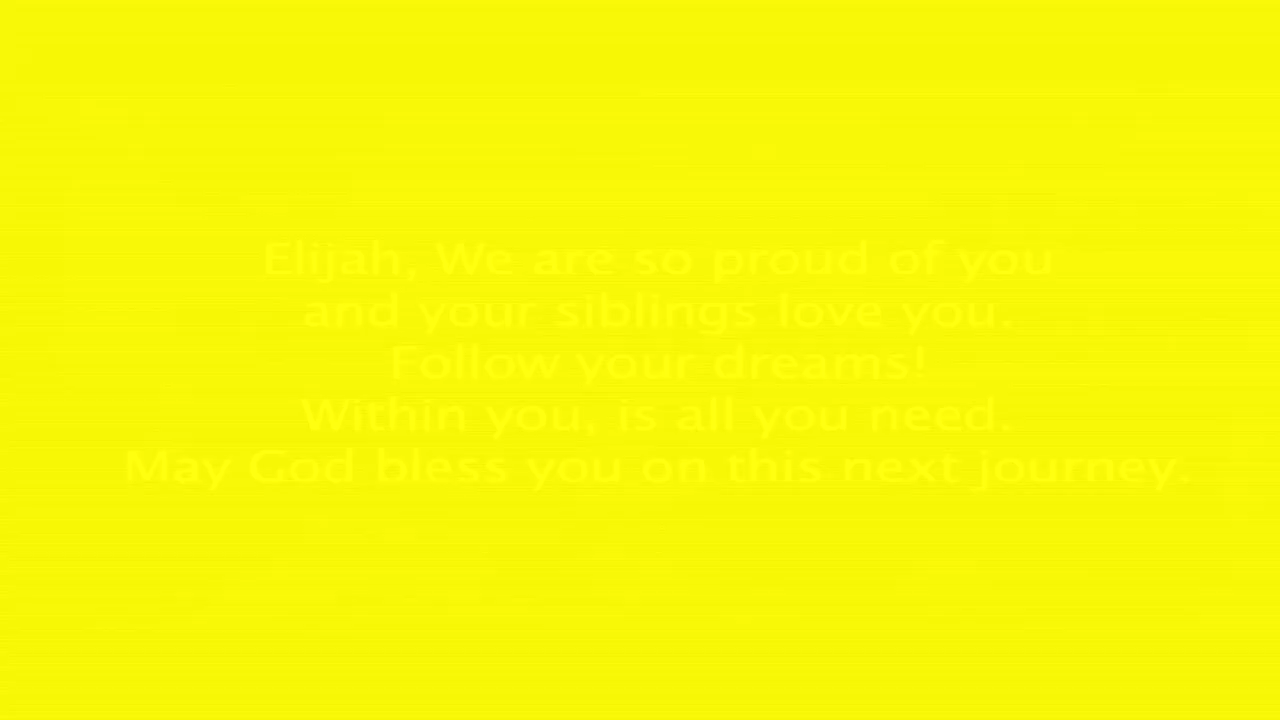 Elijah, We are so proud of you
and your siblings love you.
Follow your dreams!
Within you, is all you need.
May God bless you on this next journey.